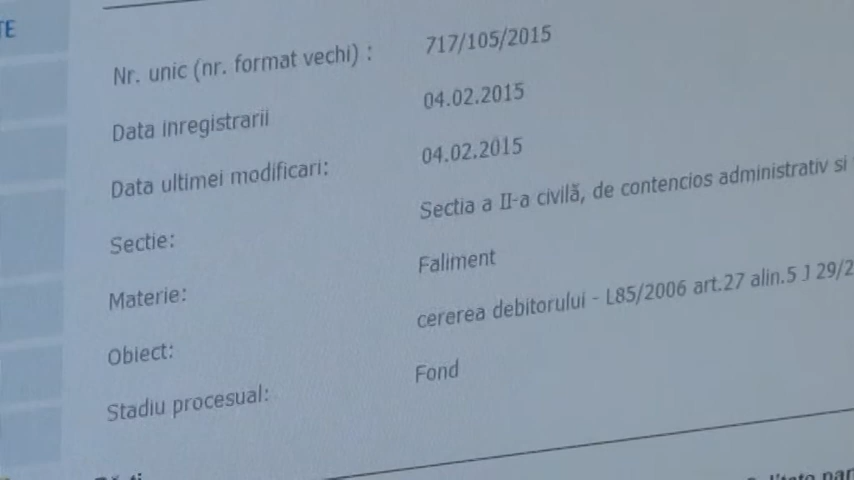 Nr. unic (nr. format vechi) : 717/105/2015
Data inregistrarii 04.02.2015
Data ultimei modificari: 04.02.2015
Sectie: Sectia a II-a civilă, de contencios administrativ si
Materie: Faliment
Obiect: cererea debitorului - L85/2006 art.27 alin.5 J 29/2
Stadiu procesual: Fond